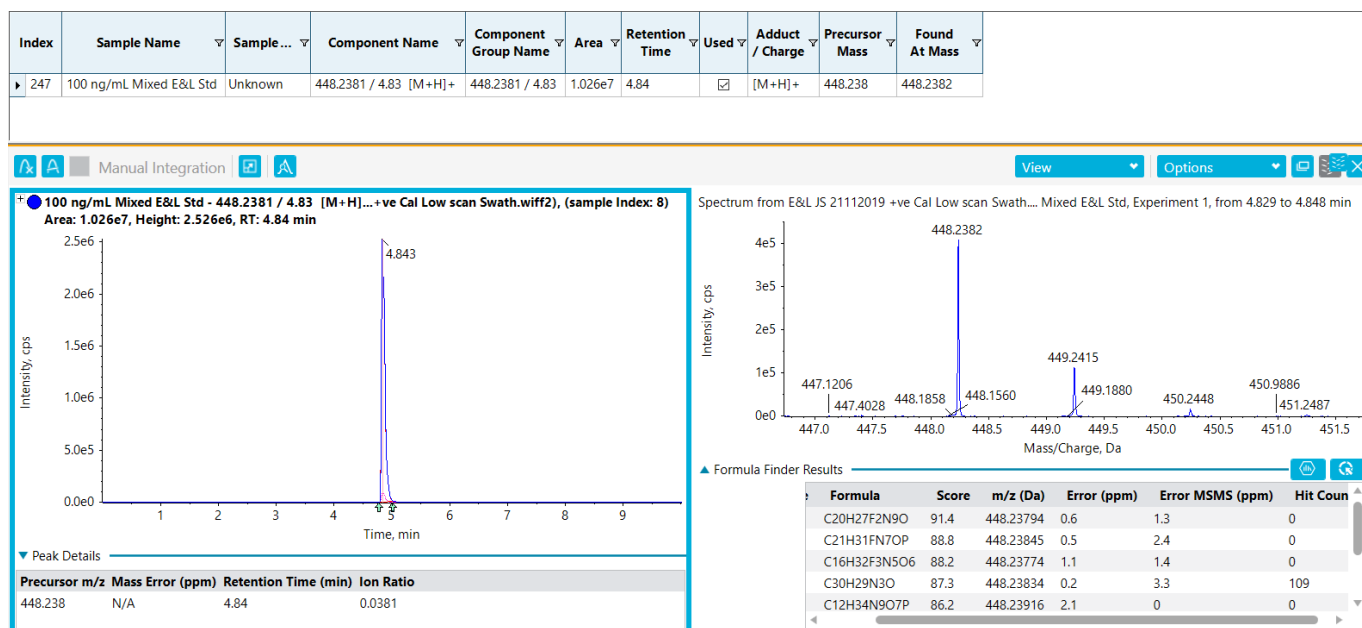 Index Sample Name Sample ... Component Name Component Group Name Area Retention Time Used Adduct / Charge Precursor Mass Found At Mass
247 100 ng/mL Mixed E&L Std Unknown 448.2381 / 4.83 [M+H]+ 448.2381 / 4.83 1.026e7 4.84 [M+H]+ 448.238 448.2382
Manual Integration View Options
100 ng/mL Mixed E&L Std - 448.2381 / 4.83 [M+H]...+ve Cal Low scan Swath.wiff2), (sample Index: 8)
Area: 1.026e7, Height: 2.526e6, RT: 4.84 min
2.5e6
4.843
2.0e6
1.5e6
1.0e6
5.0e5
0.0e0
Intensity, cps
1 2 3 4 5 6 7 8 9
Time, min
Peak Details
Precursor m/z Mass Error (ppm) Retention Time (min) Ion Ratio
448.238 N/A 4.84 0.0381
Spectrum from E&L JS 21112019 +ve Cal Low scan Swath.... Mixed E&L Std, Experiment 1, from 4.829 to 4.848 min
448.2382
4e5
3e5
2e5
1e5
0e0
Intensity, cps
449.2415
447.1206
447.4028
448.1858
448.1560
449.1880
450.2448
450.9886
451.2487
447.0 447.5 448.0 448.5 449.0 449.5 450.0 450.5 451.0 451.5
Mass/Charge, Da
Formula Finder Results
Formula Score m/z (Da) Error (ppm) Error MSMS (ppm) Hit Coun
C20H27F2N9O 91.4 448.23794 0.6 1.3 0
C21H31FN7OP 88.8 448.23845 0.5 2.4 0
C16H32F3N5O6 88.2 448.23774 1.1 1.4 0
C30H29N3O 87.3 448.23834 0.2 3.3 109
C12H34N9O7P 86.2 448.23916 2.1 0 0